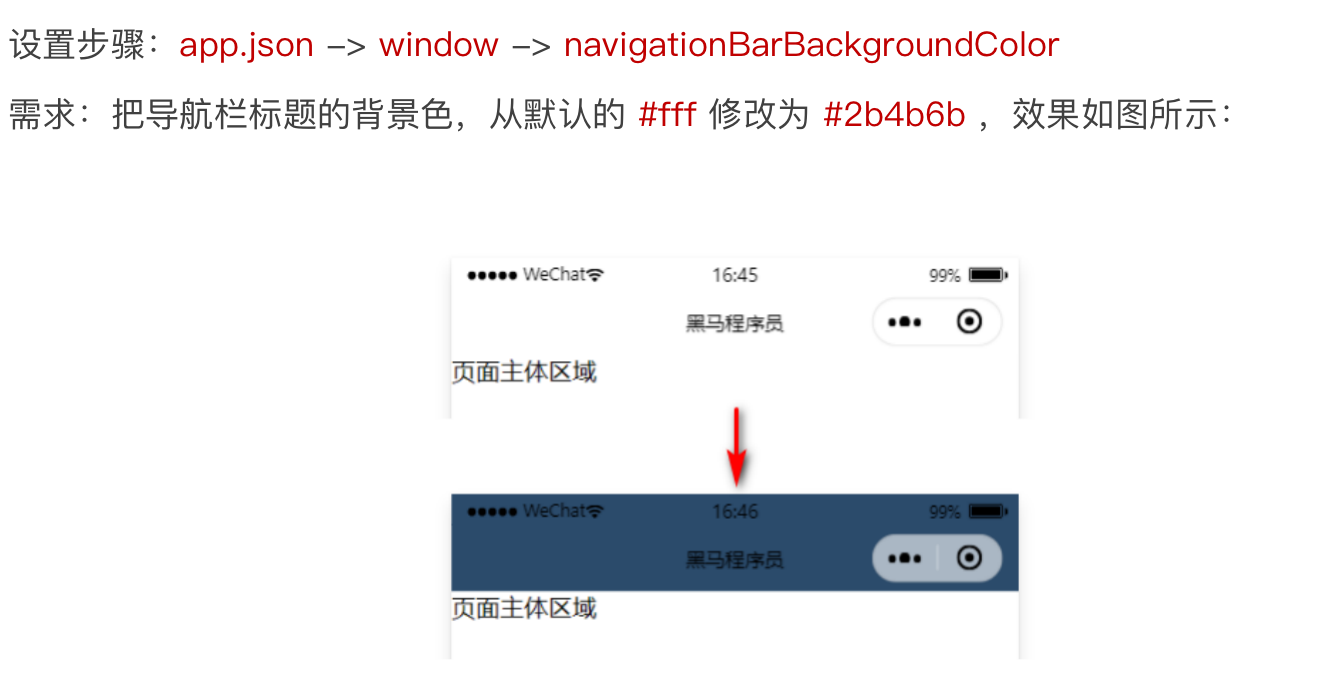 设置步骤：app.json –> window –> navigationBarBackgroundColor
需求：把导航栏标题的背景色，从默认的 #fff 修改为 #2b4b6b ，效果如图所示：
WeChat 16:45 99%
黑马程序员
页面主体区域
WeChat 16:46 99%
黑马程序员
页面主体区域